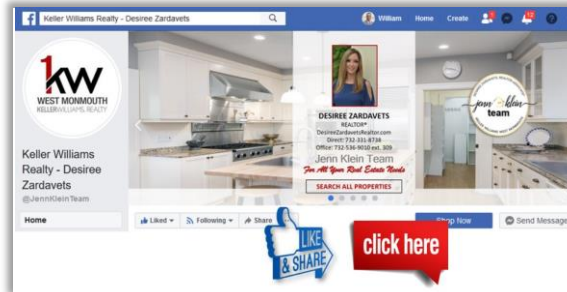 Keller Williams Realty - Desiree Zardavets
William
Home
Create
kw
WEST MONMOUTH
KELLERWILLIAMS. REALTY
DESIREE ZARDAVETS
REALTOR®
DesireeZardavetsRealtor.com
Direct: 732-331-8738
Office: 732-536-9010 ext. 309
Jenn Klein Team
For All Your Real Estate Needs
SEARCH ALL PROPERTIES
jenn klein
team
Keller Williams
Realty - Desiree
Zardavets
@JennKleinTeam
Home
Liked
Following
Share
Shop Now
Send Message
LIKE
& SHARE
click here